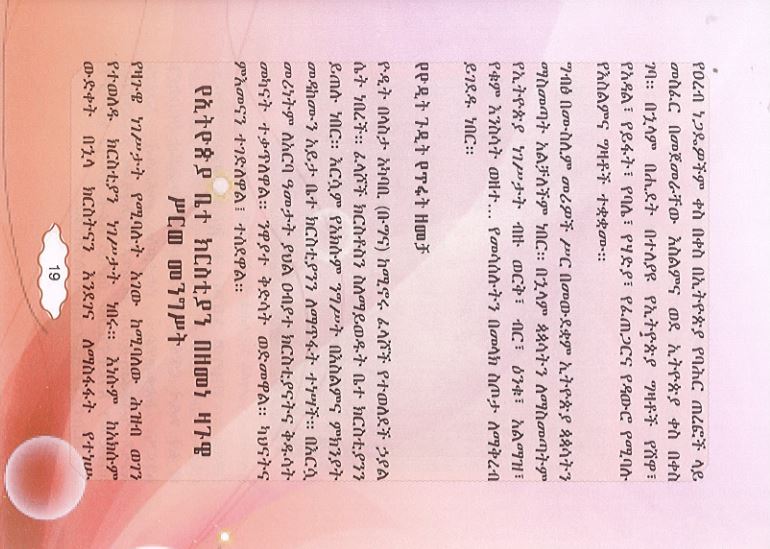 የዐረብ ነጋዴዎችም ቀስ በቀስ በኢትዮጵያ የባሕር ጠረፎች ላይ
መስፈር በመጀመራቸው እስልምና ወደ ኢትዮጵያ ቀስ በቀስ
ገባ። በኋላም በሒደት በተለያዩ የኢትዮጵያ ግዛቶች የሸዋ፣
የአዳል፣ የይፋት፣ የባሌ፣ የሃድያ፣ የፈጠጋርና የዳውሮ የሚባሉ
የእስልምና ግዛቶች ተቋቋሙ።
ግብፅ በሙስሊም መሪዎች ሥር በመውደቋም ኢትዮጵያ ጳጳሳትን
ማስመጣት አልቻለችም ነበር። በኋላም ጳጳሳትን ለማስመጣትም
የኢትዮጵያ ነገሥታት ብዙ ወርቅ፣ ብር፣ ዕንቁ፣ አልማዝ፣
የቁም እንስሳት ወዘተ... የመሳሰሉትን በመላክ ስጦታ ለማቅረብ
ይገደዱ ነበር።
የዮዲት ጉዲት የጥፋት ዘመቻ
ዮዲት በላስታ አካባቢ (ቡግና) ከሚኖሩ ፈላሾች የተወለደች ኃያል
ሴት ነበረች። ፈላሾች ክርስቶስን ስለማይወዱት ቤተ ክርስቲያንን
ይጠሉ ነበር። እርሷም የአክሱም ንግሥት በእስልምና ምክንያት
መዳከሙን አይታ ቤተ ክርስቲያንን ለማጥፋት ተነሣች። በእርሷ
መሪነትም ለአርባ ዓመታት ያህል ዐብያተ ክርስቲያናትና ቅዱሳት
መካናት ተቃጥለዋል። ንዋያተ ቅድሳት ወድመዋል። ካህናትና
ምእመናን ተገድለዋል፤ ተሰደዋል።
የኢትዮጵያ ቤተ ክርስቲያን በዘመነ ዛጉዌ
ሥርወ መንግሥት
የዛጉዌ ነገሥታት የሚባሉት አገው ከሚባለው ሕዝብ ወገን
የተወለዱ ክርስቲያን ነገሥታት ነበሩ። እነሱም ከአክሱም
ውድቀት በኋላ ክርስትናን እንደገና ለማስፋፋት የተነሡ
19